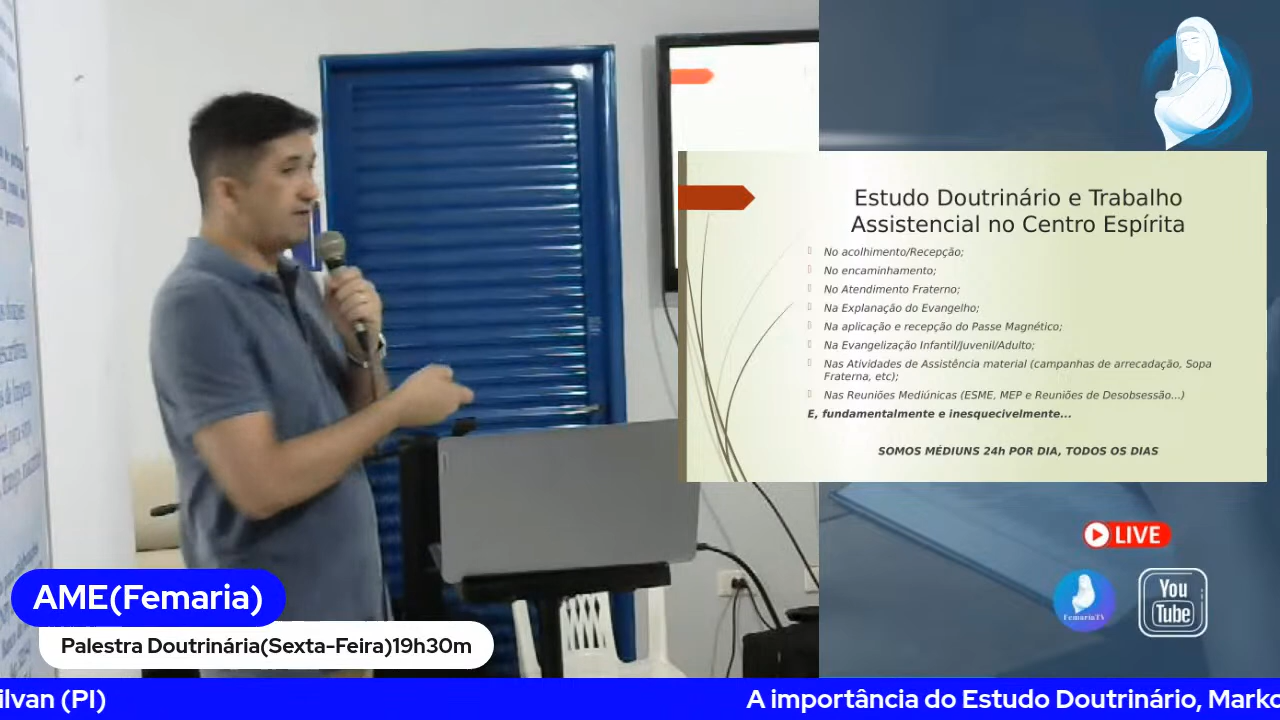 Estudo Doutrinário e Trabalho
Assistencial no Centro Espírita
No acolhimento/Recepção;
No encaminhamento;
No Atendimento Fraterno;
Na Explanação do Evangelho;
Na aplicação e recepção do Passe Magnético;
Na Evangelização Infantil/Juvenil/Adulto;
Nas Atividades de Assistência material (campanhas de arrecadação, Sopa
Fraterna, etc);
Nas Reuniões Mediúnicas (ESME, MEP e Reuniões de Desobsessão...)
E, fundamentalmente e inesquecivelmente...
SOMOS MÉDIUNS 24h POR DIA, TODOS OS DIAS
LIVE
FemariaTV
You
Tube
AME(Femaria)
Palestra Doutrinária(Sexta-Feira)19h30m
ilvan (PI)
A importância do Estudo Doutrinário, Marko